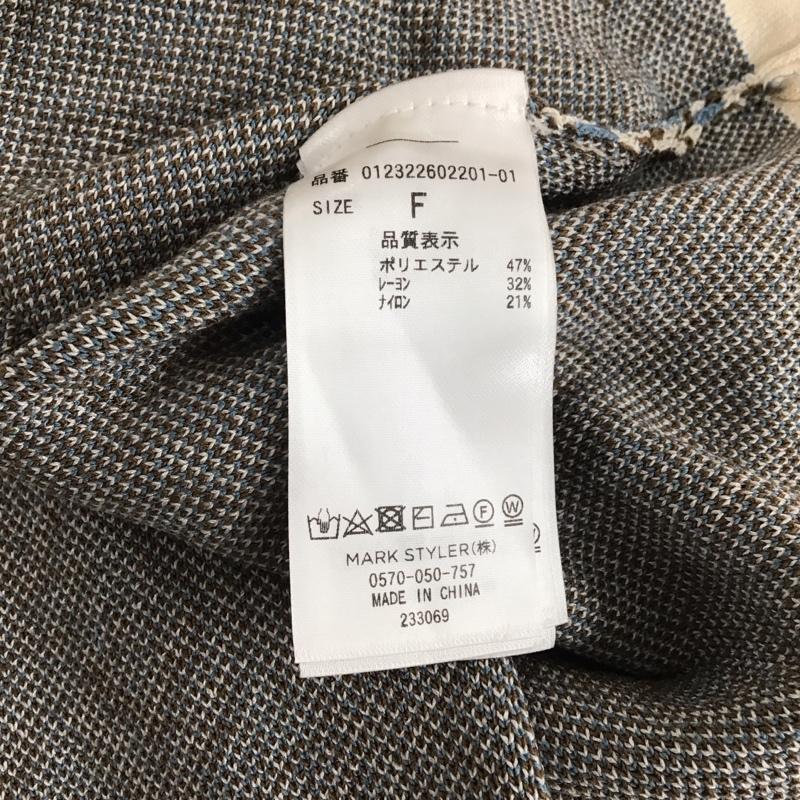 品番 012322602201-01
SIZE F
品質表示
ポリエステル 47%
ﾚｰﾖﾝ 32%
ﾅｲﾛﾝ 21%
F W
MARK STYLER(株)
0570-050-757
MADE IN CHINA
233069